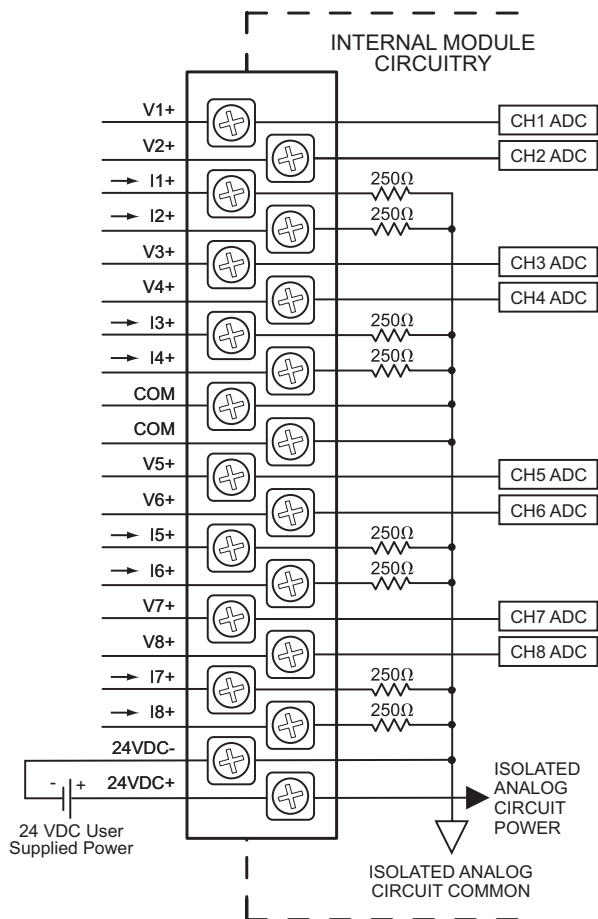 INTERNAL MODULE
CIRCUITRY
V1+
CH1 ADC
V2+
CH2 ADC
→ I1+
250Ω
→ I2+
250Ω
V3+
CH3 ADC
V4+
CH4 ADC
→ I3+
250Ω
→ I4+
250Ω
COM
COM
V5+
CH5 ADC
V6+
CH6 ADC
→ I5+
250Ω
→ I6+
250Ω
V7+
CH7 ADC
V8+
CH8 ADC
→ I7+
250Ω
→ I8+
250Ω
24VDC-
- +
24VDC+
24 VDC User
Supplied Power
ISOLATED
ANALOG
CIRCUIT
POWER
ISOLATED ANALOG
CIRCUIT COMMON